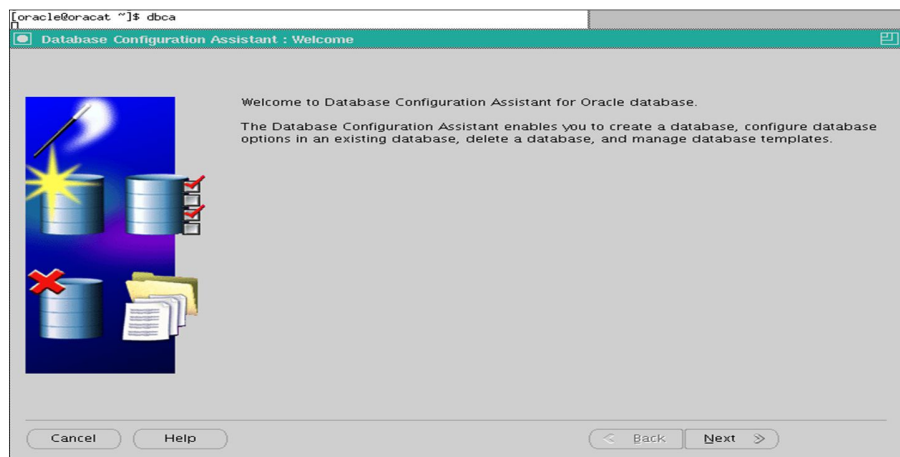 [oracle@oracat ~]$ dbca
Database Configuration Assistant : Welcome
Welcome to Database Configuration Assistant for Oracle database.
The Database Configuration Assistant enables you to create a database, configure database
options in an existing database, delete a database, and manage database templates.
Cancel Help < Back Next >